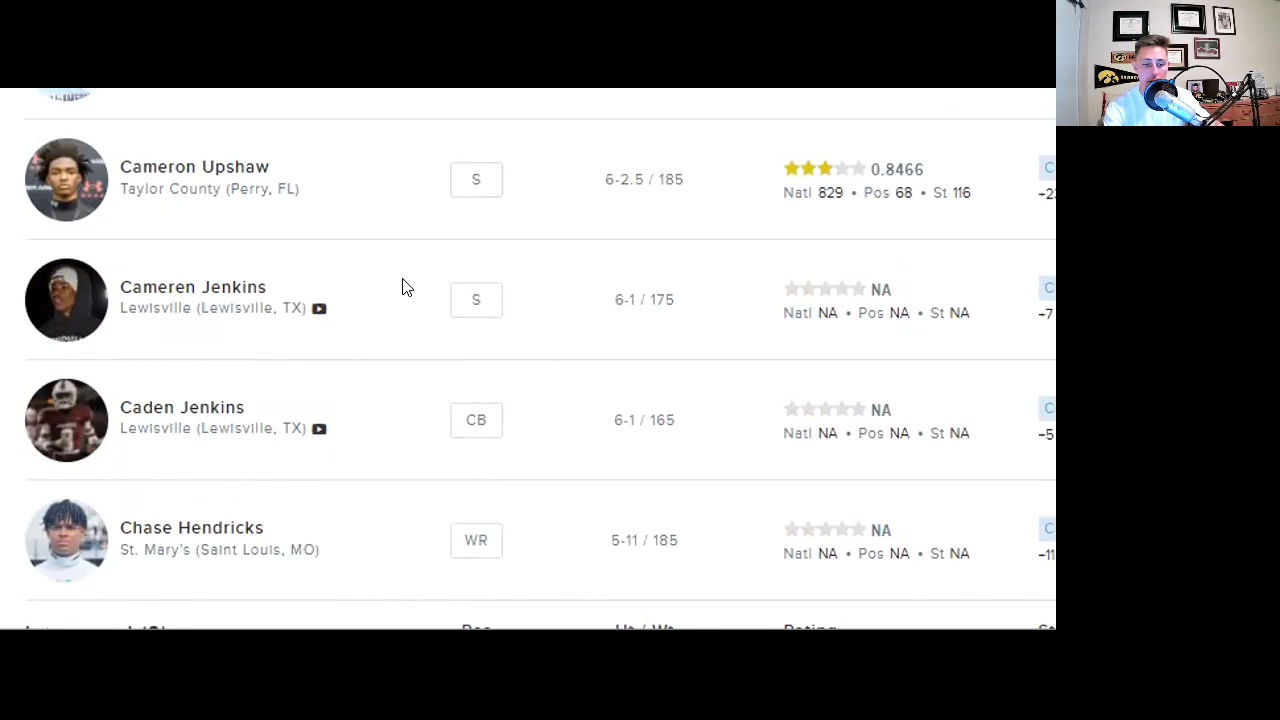 Cameron Upshaw
Taylor County (Perry, FL)
S
6-2.5 / 185
0.8466
Natl 829 • Pos 68 • St 116
C
Cameren Jenkins
Lewisville (Lewisville, TX)
S
6-1 / 175
NA
Natl NA • Pos NA • St NA
C
+7
Caden Jenkins
Lewisville (Lewisville, TX)
CB
6-1 / 165
NA
Natl NA • Pos NA • St NA
C
+5
Chase Hendricks
St. Mary's (Saint Louis, MO)
WR
5-11 / 185
NA
Natl NA • Pos NA • St NA
C
+11